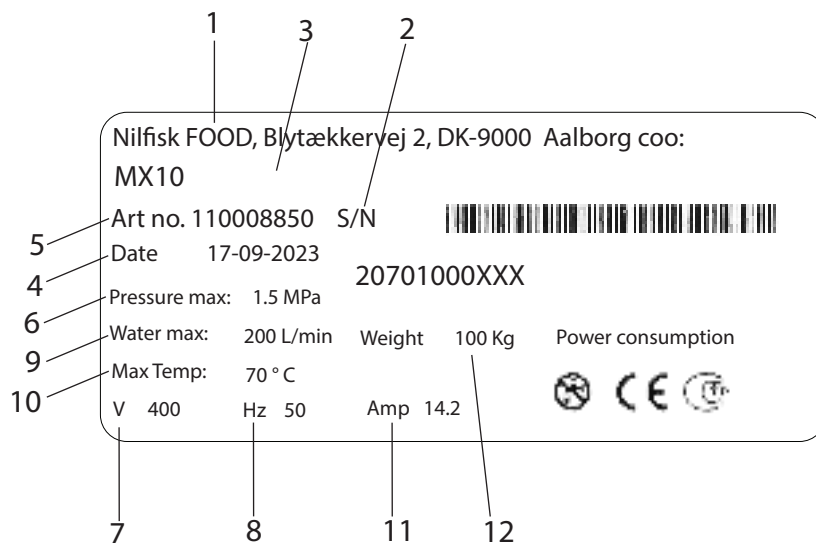 1
3
2
Nilfisk FOOD, Blytækkervej 2, DK-9000 Aalborg coo:
MX10
5
Art no. 110008850 S/N
4
Date 17-09-2023
20701000XXX
6
Pressure max: 1.5 MPa
9
Water max: 200 L/min Weight 100 Kg Power consumption
10
Max Temp: 70 °C
CE
V 400 Hz 50 Amp 14.2
7
8
11
12